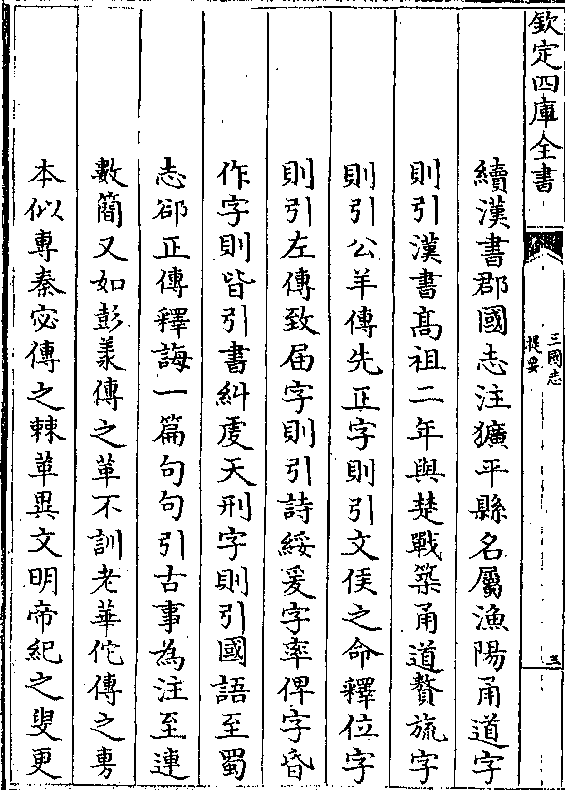 欽定四庫全書
三國志
提要
三
續漢書郡國志注獷平縣名屬漁陽甬道字
則引漢書髙祖二年與楚戰築甬道贅旒字
則引公羊傳先正字則引文侯之命釋位字
則引左傳致届字則引詩綏爰字率俾字昏
作字則皆引書糾虔天刑字則引國語至蜀
志郤正傳釋誨一篇句句引古事為注至連
數簡又如彭羕傳之革不訓老華佗傳之旉
本似專秦宓傳之棘革異文明帝紀之叟更